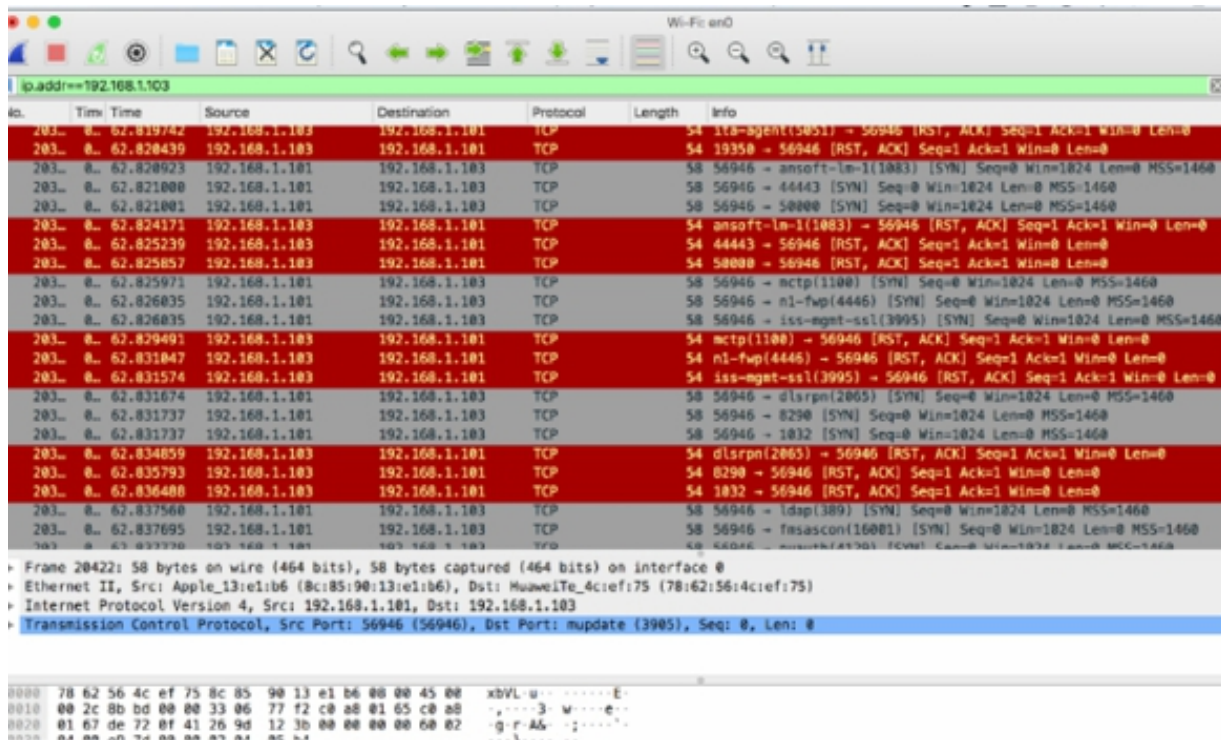 Wi-Fi: en0
ip.addr==192.168.1.103
No. Time Time Source Destination Protocol Length Info
203… 0… 62.819742 192.168.1.103 192.168.1.101 TCP 54 ita-agent(5051) → 56946 [RST, ACK] Seq=1 Ack=1 Win=0 Len=0
203… 0… 62.820439 192.168.1.103 192.168.1.101 TCP 54 19350 → 56946 [RST, ACK] Seq=1 Ack=1 Win=0 Len=0
203… 0… 62.820923 192.168.1.101 192.168.1.103 TCP 58 56946 → ansoft-lm-1(1083) [SYN] Seq=0 Win=1024 Len=0 MSS=1460
203… 0… 62.821000 192.168.1.101 192.168.1.103 TCP 58 56946 → 44443 [SYN] Seq=0 Win=1024 Len=0 MSS=1460
203… 0… 62.821001 192.168.1.101 192.168.1.103 TCP 58 56946 → 50000 [SYN] Seq=0 Win=1024 Len=0 MSS=1460
203… 0… 62.824171 192.168.1.103 192.168.1.101 TCP 54 ansoft-lm-1(1083) → 56946 [RST, ACK] Seq=1 Ack=1 Win=0 Len=0
203… 0… 62.825239 192.168.1.103 192.168.1.101 TCP 54 44443 → 56946 [RST, ACK] Seq=1 Ack=1 Win=0 Len=0
203… 0… 62.825857 192.168.1.103 192.168.1.101 TCP 54 50000 → 56946 [RST, ACK] Seq=1 Ack=1 Win=0 Len=0
203… 0… 62.825971 192.168.1.101 192.168.1.103 TCP 58 56946 → mctp(1100) [SYN] Seq=0 Win=1024 Len=0 MSS=1460
203… 0… 62.826035 192.168.1.101 192.168.1.103 TCP 58 56946 → n1-fwp(4446) [SYN] Seq=0 Win=1024 Len=0 MSS=1460
203… 0… 62.826035 192.168.1.101 192.168.1.103 TCP 58 56946 → iss-mgmt-ssl(3995) [SYN] Seq=0 Win=1024 Len=0 MSS=1460
203… 0… 62.829491 192.168.1.103 192.168.1.101 TCP 54 mctp(1100) → 56946 [RST, ACK] Seq=1 Ack=1 Win=0 Len=0
203… 0… 62.831047 192.168.1.103 192.168.1.101 TCP 54 n1-fwp(4446) → 56946 [RST, ACK] Seq=1 Ack=1 Win=0 Len=0
203… 0… 62.831574 192.168.1.103 192.168.1.101 TCP 54 iss-mgmt-ssl(3995) → 56946 [RST, ACK] Seq=1 Ack=1 Win=0 Len=0
203… 0… 62.831674 192.168.1.101 192.168.1.103 TCP 58 56946 → dlsrpn(2065) [SYN] Seq=0 Win=1024 Len=0 MSS=1460
203… 0… 62.831737 192.168.1.101 192.168.1.103 TCP 58 56946 → 8290 [SYN] Seq=0 Win=1024 Len=0 MSS=1460
203… 0… 62.831737 192.168.1.101 192.168.1.103 TCP 58 56946 → 1032 [SYN] Seq=0 Win=1024 Len=0 MSS=1460
203… 0… 62.834859 192.168.1.103 192.168.1.101 TCP 54 dlsrpn(2065) → 56946 [RST, ACK] Seq=1 Ack=1 Win=0 Len=0
203… 0… 62.835793 192.168.1.103 192.168.1.101 TCP 54 8290 → 56946 [RST, ACK] Seq=1 Ack=1 Win=0 Len=0
203… 0… 62.836488 192.168.1.103 192.168.1.101 TCP 54 1032 → 56946 [RST, ACK] Seq=1 Ack=1 Win=0 Len=0
203… 0… 62.837560 192.168.1.101 192.168.1.103 TCP 58 56946 → ldap(389) [SYN] Seq=0 Win=1024 Len=0 MSS=1460
203… 0… 62.837695 192.168.1.101 192.168.1.103 TCP 58 56946 → fmsascon(16001) [SYN] Seq=0 Win=1024 Len=0 MSS=1460
Frame 20422: 58 bytes on wire (464 bits), 58 bytes captured (464 bits) on interface 0
Ethernet II, Src: Apple_13:e1:b6 (8c:85:90:13:e1:b6), Dst: HuaweiTe_4c:ef:75 (78:62:56:4c:ef:75)
Internet Protocol Version 4, Src: 192.168.1.101, Dst: 192.168.1.103
Transmission Control Protocol, Src Port: 56946 (56946), Dst Port: mupdate (3905), Seq: 0, Len: 0
0000 78 62 56 4c ef 75 8c 85 90 13 e1 b6 08 00 45 00 xbVL·u·· ······E·
0010 00 2c 8b bd 00 00 33 06 77 f2 c0 a8 01 65 c0 a8 ·,····3· w····e··
0020 01 67 de 72 0f 41 26 9d 12 3b 00 00 00 00 60 02 ·g·r·A&· ·;····`·